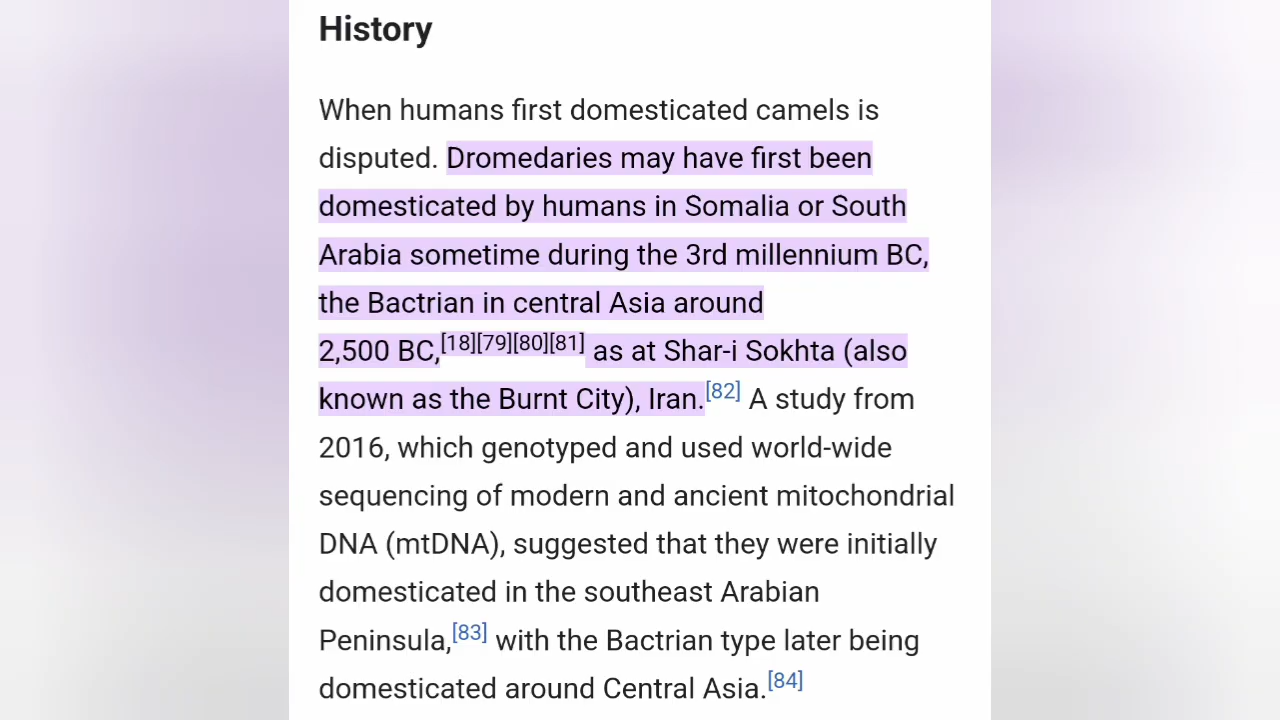 History
When humans first domesticated camels is
disputed. Dromedaries may have first been
domesticated by humans in Somalia or South
Arabia sometime during the 3rd millennium BC,
the Bactrian in central Asia around
2,500 BC,[18][79][80][81] as at Shar-i Sokhta (also
known as the Burnt City), Iran.[82] A study from
2016, which genotyped and used world-wide
sequencing of modern and ancient mitochondrial
DNA (mtDNA), suggested that they were initially
domesticated in the southeast Arabian
Peninsula,[83] with the Bactrian type later being
domesticated around Central Asia.[84]